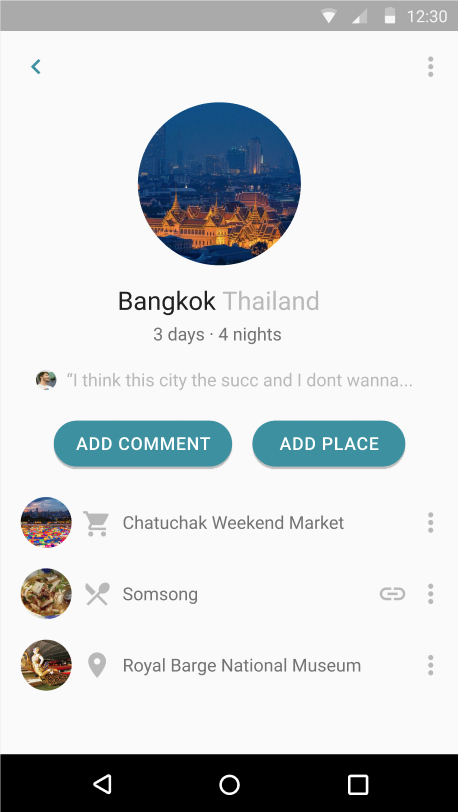 12:30
Bangkok Thailand
3 days · 4 nights
“I think this city the succ and I dont wanna...
ADD COMMENT ADD PLACE
Chatuchak Weekend Market
Somsong
Royal Barge National Museum